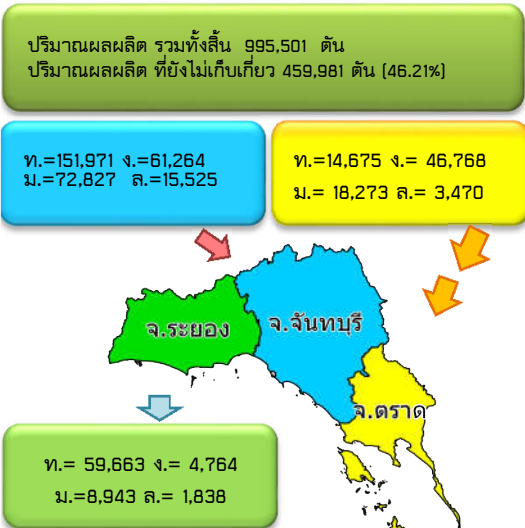 ปริมาณผลผลิต รวมทั้งสิ้น 995,501 ตัน
ปริมาณผลผลิต ที่ยังไม่เก็บเกี่ยว 459,981 ตัน (46.21%)
ท.=151,971 ง.=61,264
ม.=72,827 ล.=15,525
ท.=14,675 ง.= 46,768
ม.= 18,273 ล.= 3,470
จ.ระยอง
จ.จันทบุรี
จ.ตราด
ท.= 59,663 ง.= 4,764
ม.=8,943 ล.= 1,838